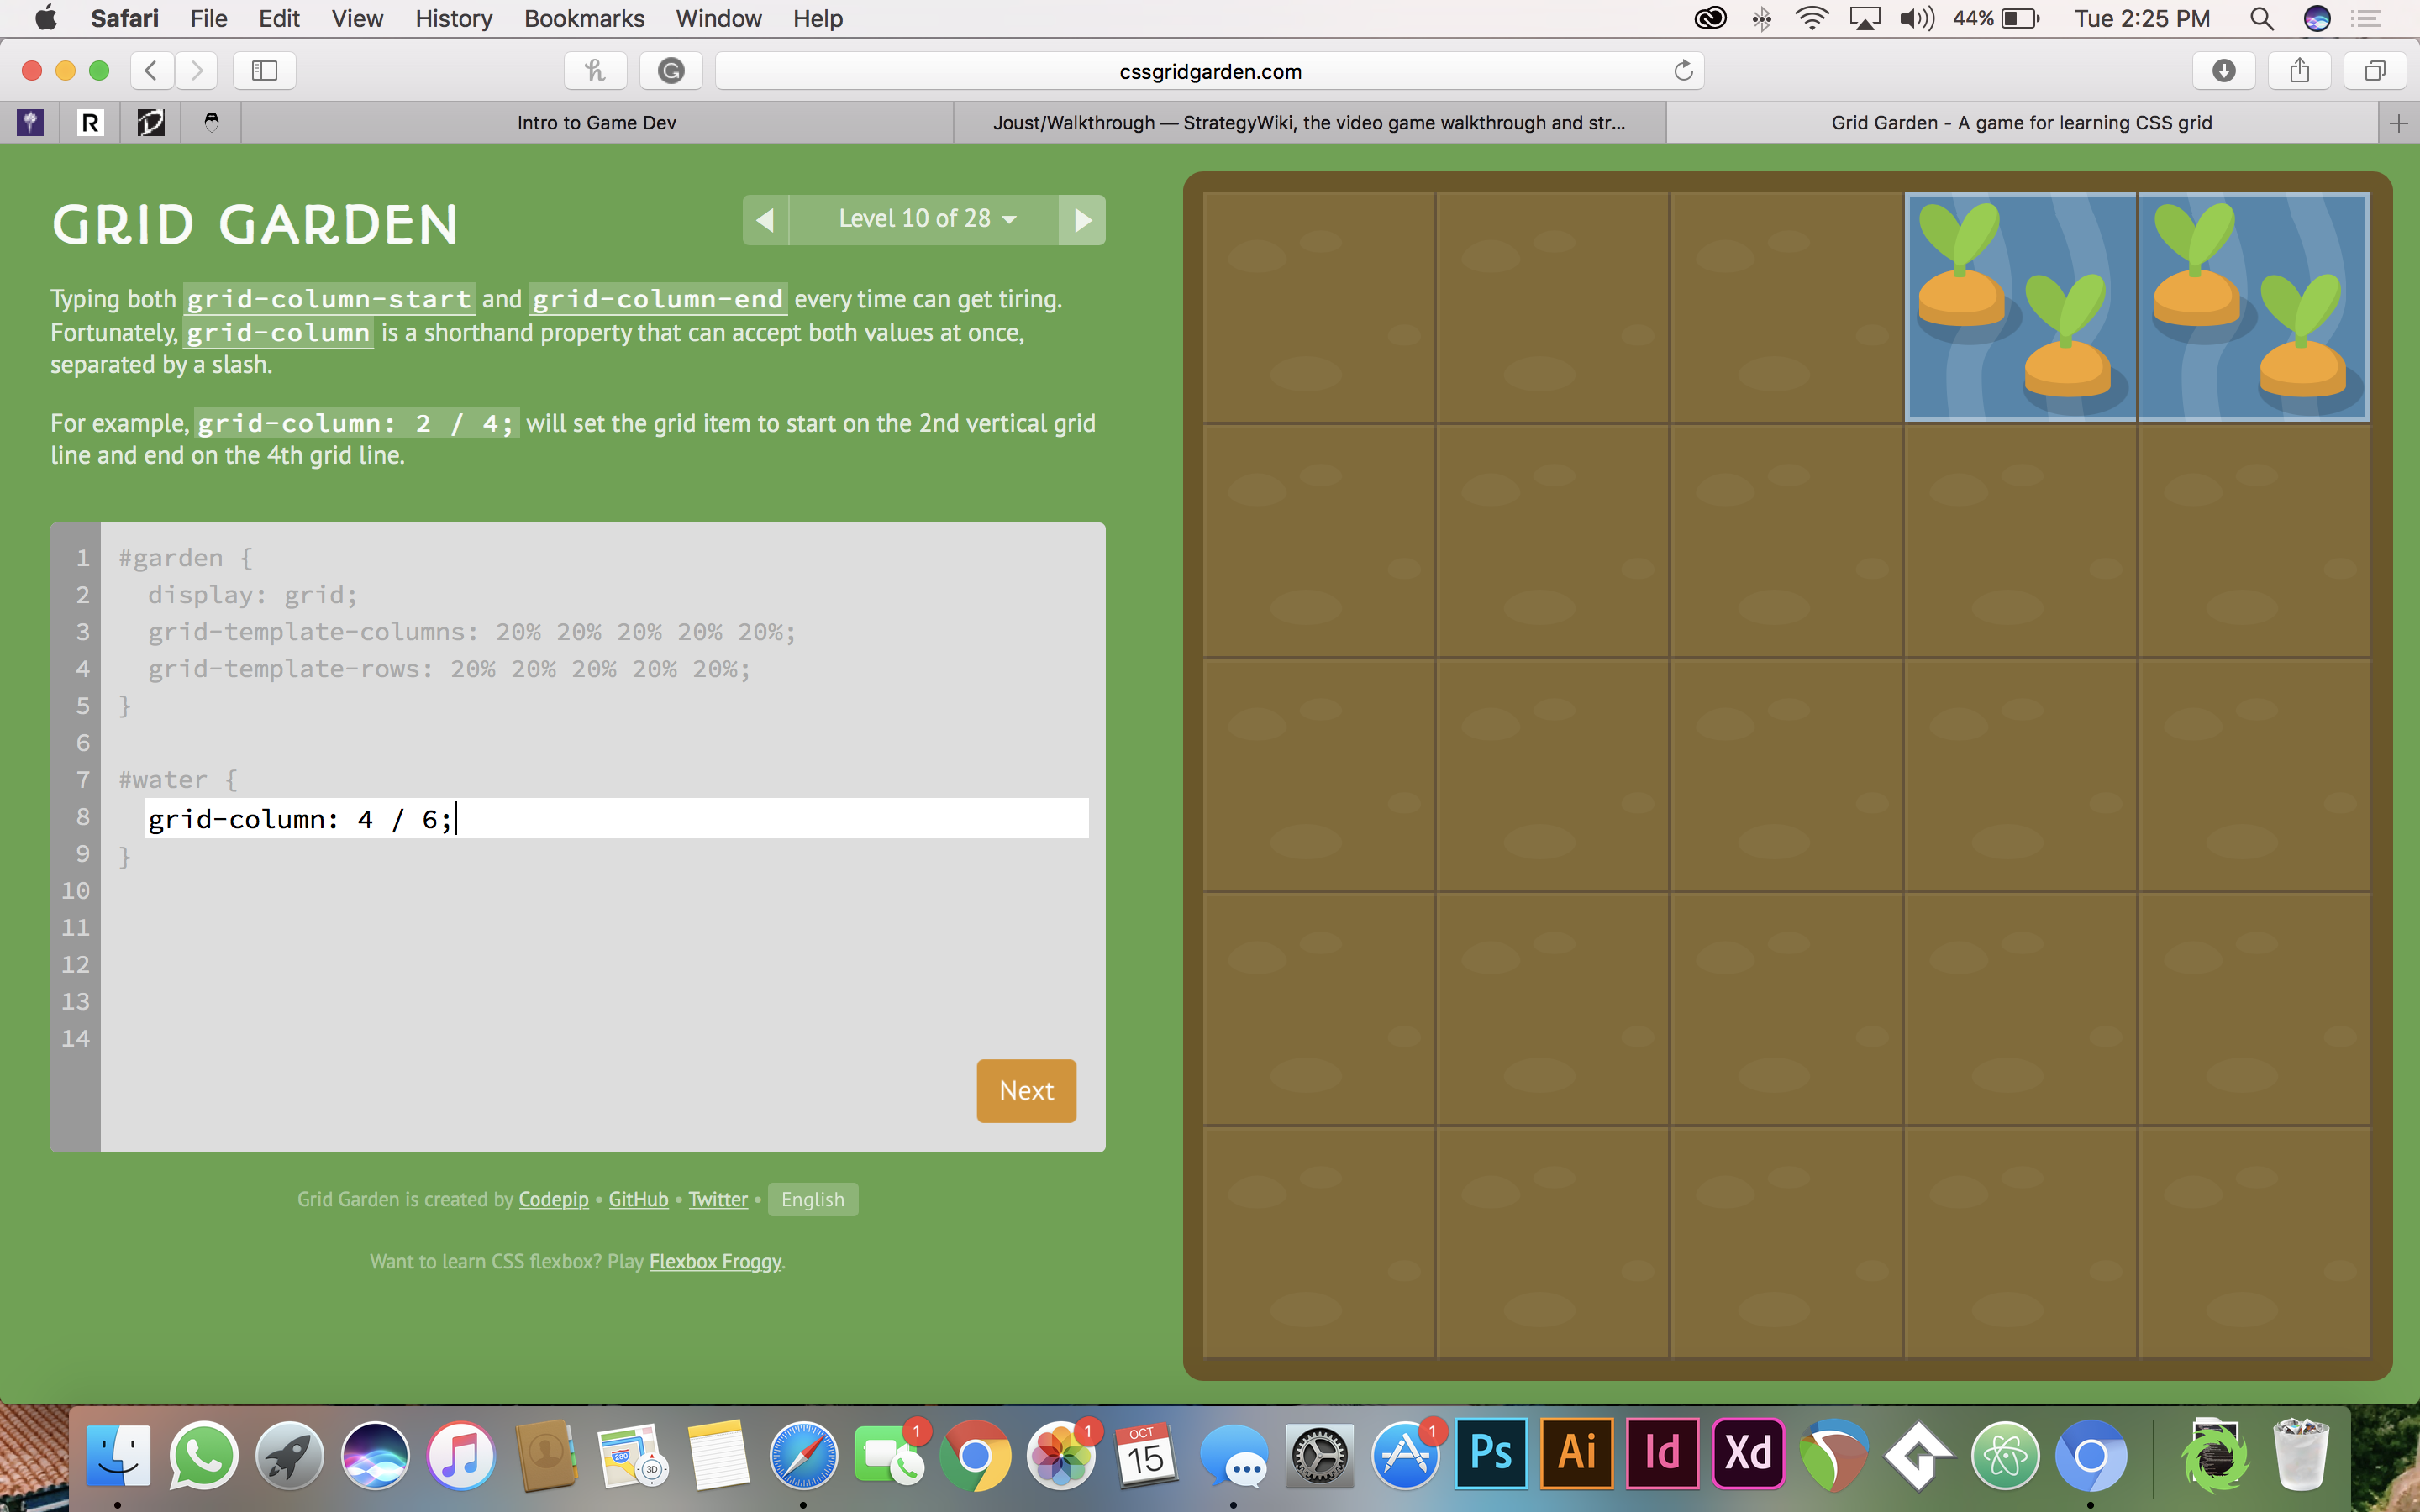 Safari File Edit View History Bookmarks Window Help 44% Tue 2:25 PM
cssgridgarden.com
R Intro to Game Dev Joust/Walkthrough — StrategyWiki, the video game walkthrough and str... Grid Garden - A game for learning CSS grid
GRID GARDEN
Level 10 of 28
Typing both grid-column-start and grid-column-end every time can get tiring.
Fortunately, grid-column is a shorthand property that can accept both values at once,
separated by a slash.
For example, grid-column: 2 / 4; will set the grid item to start on the 2nd vertical grid
line and end on the 4th grid line.
1 #garden {
2 display: grid;
3 grid-template-columns: 20% 20% 20% 20% 20%;
4 grid-template-rows: 20% 20% 20% 20% 20%;
5 }
6
7 #water {
8 grid-column: 4 / 6;
9 }
10
11
12
13
14
Next
Grid Garden is created by Codepip • GitHub • Twitter • English
Want to learn CSS flexbox? Play Flexbox Froggy.
280 3D 1 1 OCT 15 1 Ps Ai Id Xd